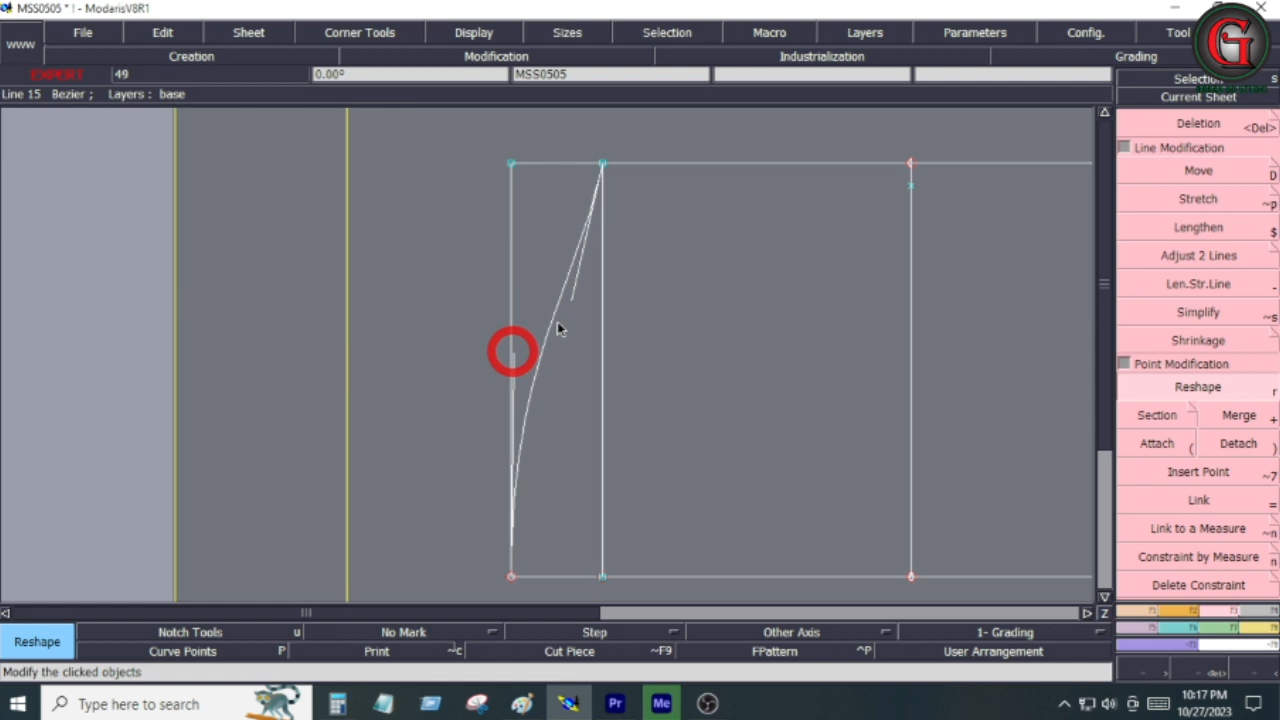 MSS0505 * ! - ModarisV8R1
www
File Edit Sheet Corner Tools Display Sizes Selection Macro Layers Parameters Config. Tool
Creation Modification Industrialization Grading
EXPERT 49 0.00º MSS0505
Selection s
Line 15 Bezier ; Layers : base
Current Sheet
Deletion <Del>
Line Modification
Move D
Stretch ~p
Lengthen $
Adjust 2 Lines
Len.Str.Line -
Simplify ~s
Shrinkage
Point Modification
Reshape r
Section Merge +
Attach ( Detach )
Insert Point ~7
Link =
Link to a Measure ~n
Constraint by Measure n
Delete Constraint
Z
Reshape
Notch Tools u No Mark Step Other Axis 1- Grading
Curve Points P Print ~c Cut Piece ~F9 FPattern ^P User Arrangement
Modify the clicked objects
Type here to search
Pr
Me
10:17 PM
10/27/2023